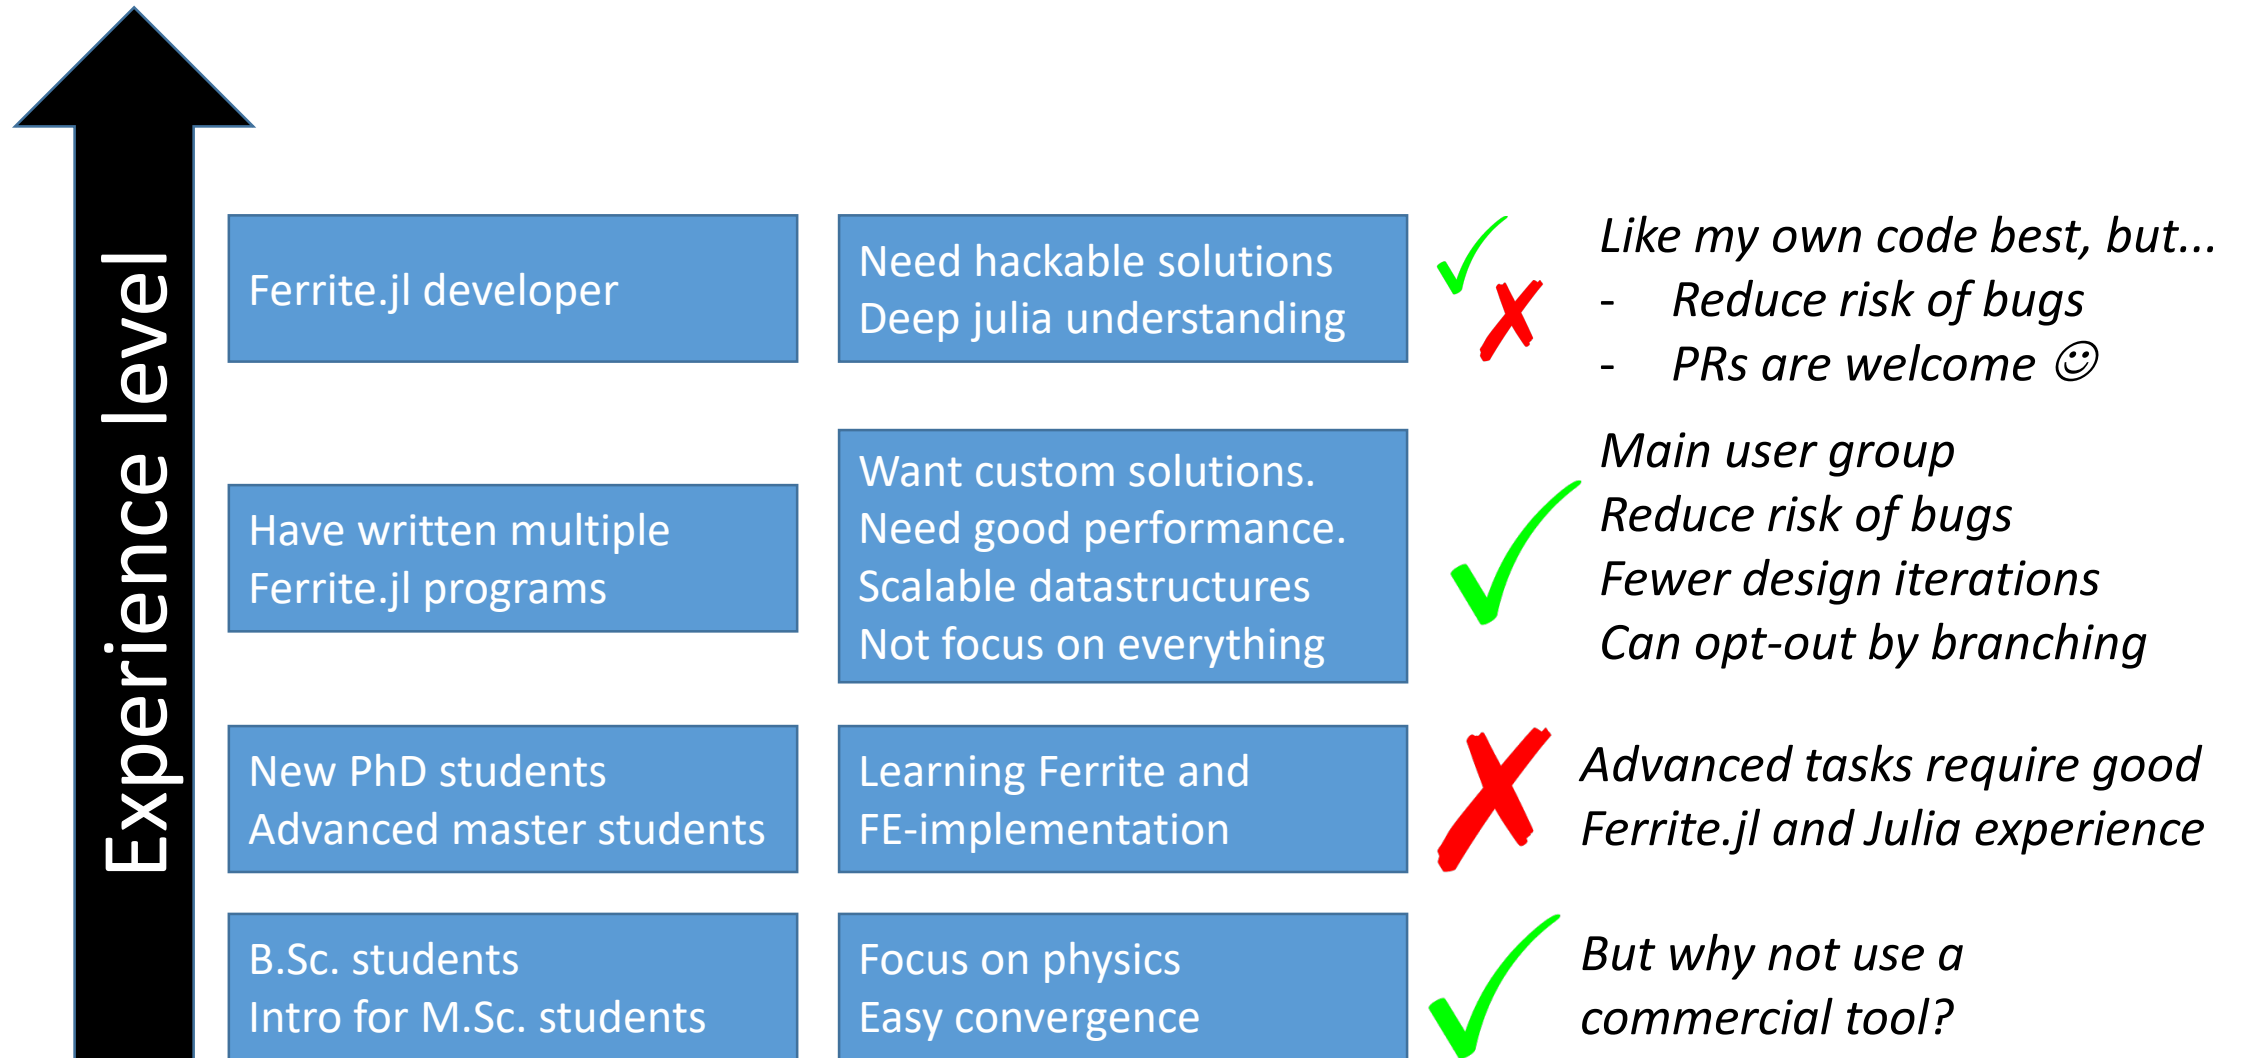 Experience level
Ferrite.jl developer
Need hackable solutions
Deep julia understanding
Like my own code best, but...
- Reduce risk of bugs
- PRs are welcome ☺
Have written multiple
Ferrite.jl programs
Want custom solutions.
Need good performance.
Scalable datastructures
Not focus on everything
Main user group
Reduce risk of bugs
Fewer design iterations
Can opt-out by branching
New PhD students
Advanced master students
Learning Ferrite and
FE-implementation
Advanced tasks require good
Ferrite.jl and Julia experience
B.Sc. students
Intro for M.Sc. students
Focus on physics
Easy convergence
But why not use a
commercial tool?